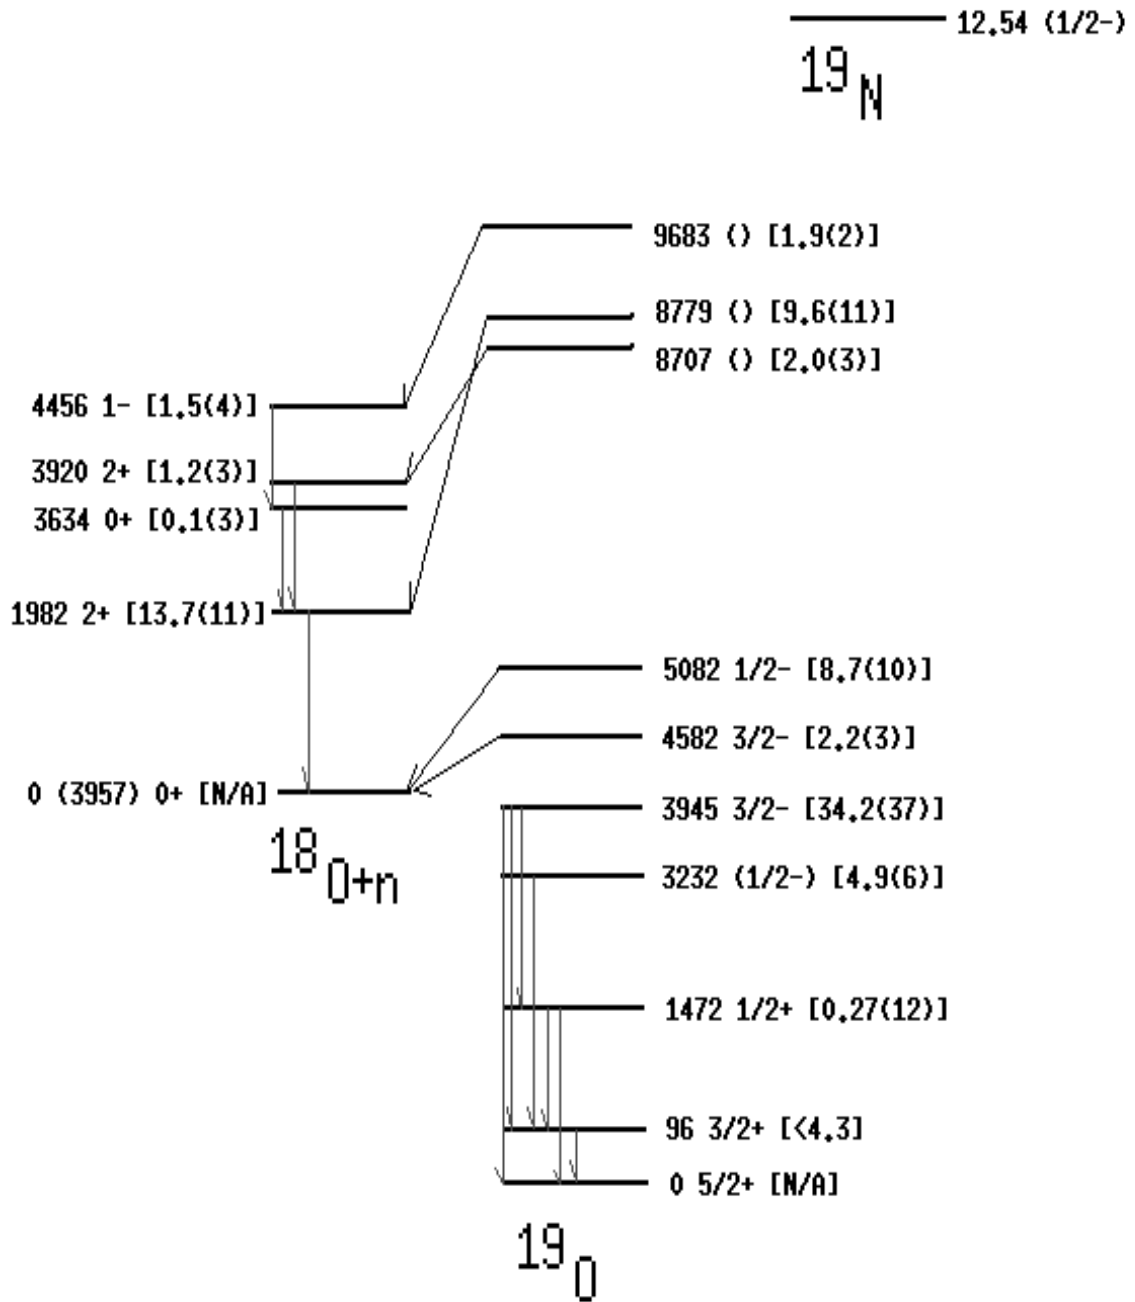 12.54 (1/2-)
19 N
9683 () [1.9(2)]
8779 () [9.6(11)]
8707 () [2.0(3)]
4456 1- [1.5(4)]
3920 2+ [1.2(3)]
3634 0+ [0.1(3)]
1982 2+ [13.7(11)]
5082 1/2- [8.7(10)]
4582 3/2- [2.2(3)]
0 (3957) 0+ [N/A]
3945 3/2- [34.2(37)]
18 O+n
3232 (1/2-) [4.9(6)]
1472 1/2+ [0.27(12)]
96 3/2+ [<4.3]
0 5/2+ [N/A]
19 O